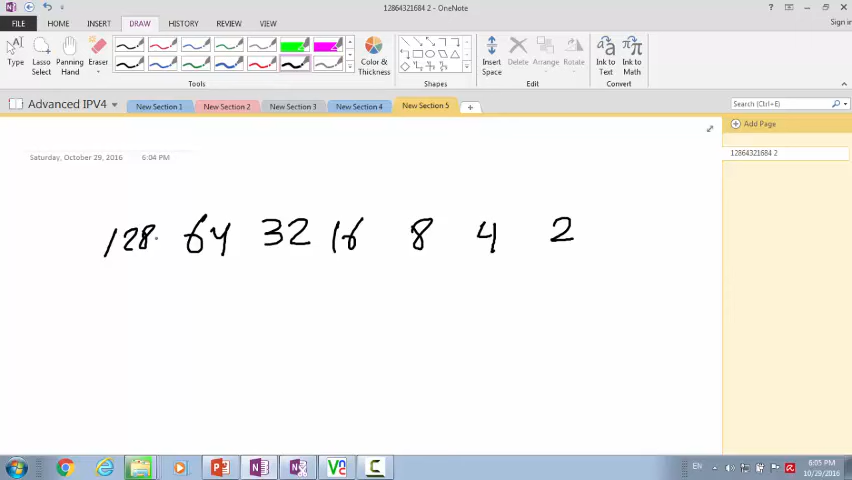 12864321684 2 - OneNote
Sign in
FILE HOME INSERT DRAW HISTORY REVIEW VIEW
Type Lasso Select Panning Hand Eraser Color & Thickness Insert Space Delete Arrange Rotate Ink to Text Ink to Math
Tools Shapes Edit Convert
Advanced IPV4 New Section 1 New Section 2 New Section 3 New Section 4 New Section 5 Search (Ctrl+E)
Add Page
12864321684 2
Saturday, October 29, 2016 6:04 PM
128 64 32 16 8 4 2
EN 6:05 PM
10/29/2016